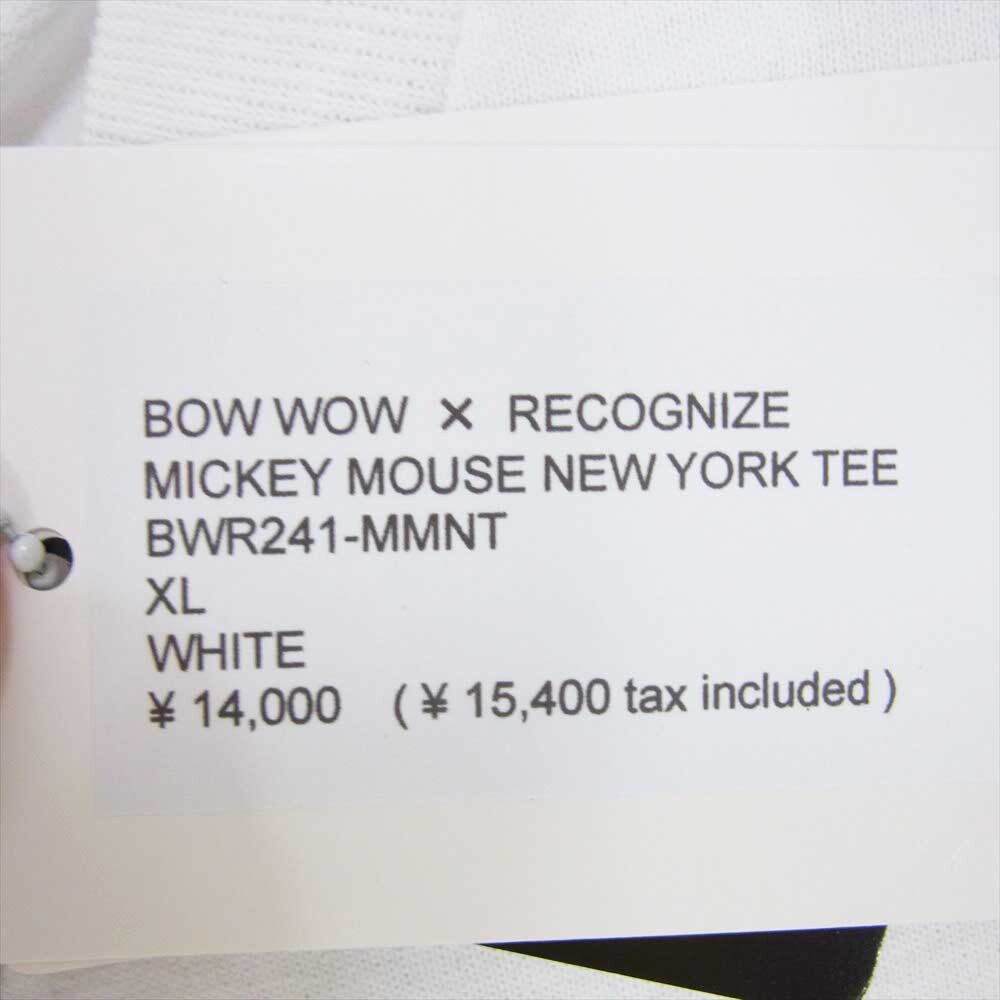 BOW WOW × RECOGNIZE
MICKEY MOUSE NEW YORK TEE
BWR241-MMNT
XL
WHITE
¥ 14,000 (¥ 15,400 tax included)